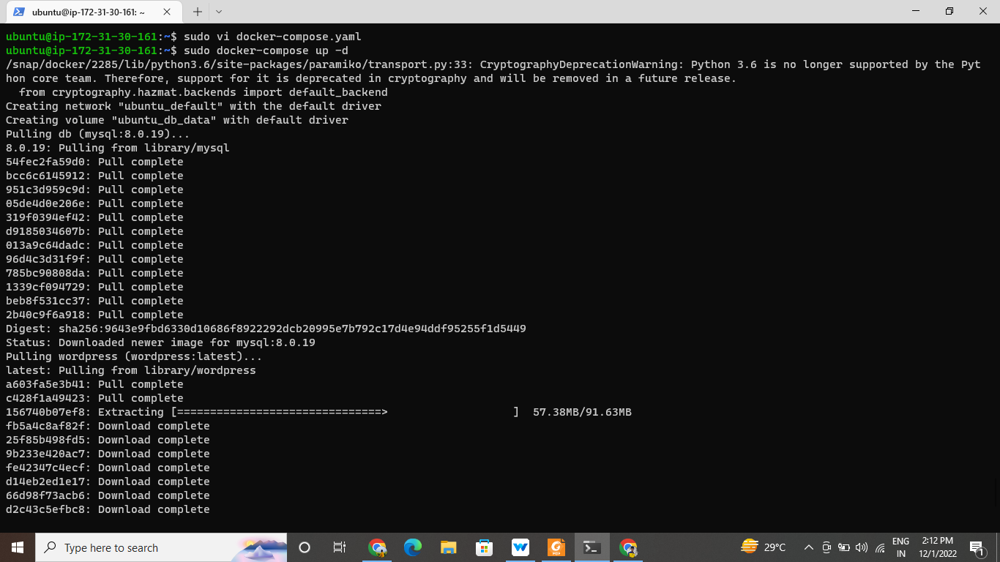 ubuntu@ip-172-31-30-161: ~
ubuntu@ip-172-31-30-161:~$ sudo vi docker-compose.yaml
ubuntu@ip-172-31-30-161:~$ sudo docker-compose up -d
/snap/docker/2285/lib/python3.6/site-packages/paramiko/transport.py:33: CryptographyDeprecationWarning: Python 3.6 is no longer supported by the Pyt
hon core team. Therefore, support for it is deprecated in cryptography and will be removed in a future release.
  from cryptography.hazmat.backends import default_backend
Creating network "ubuntu_default" with the default driver
Creating volume "ubuntu_db_data" with default driver
Pulling db (mysql:8.0.19)...
8.0.19: Pulling from library/mysql
54fec2fa59d0: Pull complete
bcc6c6145912: Pull complete
951c3d959c9d: Pull complete
05de4d0e206e: Pull complete
319f0394ef42: Pull complete
d9185034607b: Pull complete
013a9c64dadc: Pull complete
96d4c3d31f9f: Pull complete
785bc90808da: Pull complete
1339cf094729: Pull complete
beb8f531cc37: Pull complete
2b40c9f6a918: Pull complete
Digest: sha256:9643e9fbd6330d10686f8922292dcb20995e7b792c17d4e94ddf95255f1d5449
Status: Downloaded newer image for mysql:8.0.19
Pulling wordpress (wordpress:latest)...
latest: Pulling from library/wordpress
a603fa5e3b41: Pull complete
c428f1a49423: Pull complete
156740b07ef8: Extracting [===============================>                   ]  57.38MB/91.63MB
fb5a4c8af82f: Download complete
25f85b498fd5: Download complete
9b233e420ac7: Download complete
fe42347c4ecf: Download complete
d14eb2ed1e17: Download complete
66d98f73acb6: Download complete
d2c43c5efbc8: Download complete
Type here to search
PDF
29°C
ENG
IN
2:12 PM
12/1/2022
1